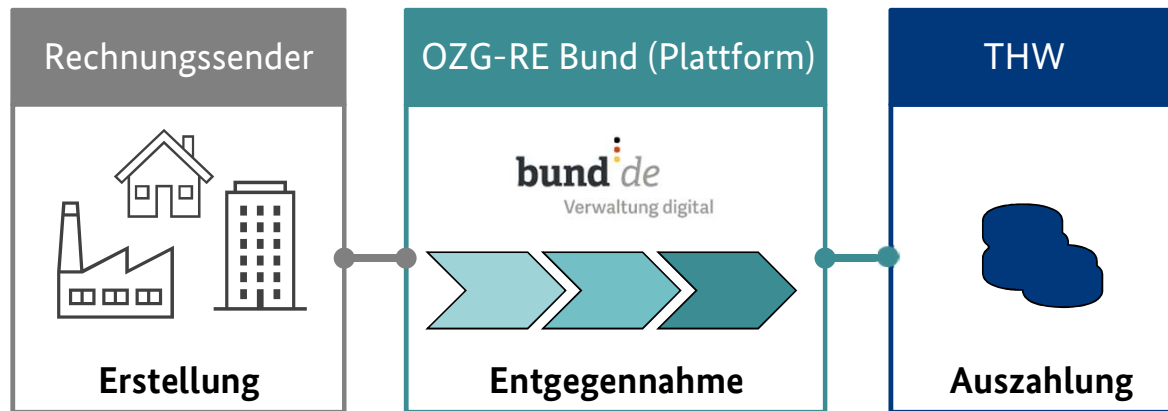 Rechnungssender
OZG-RE Bund (Plattform)
THW
bund.de
Verwaltung digital
Erstellung
Entgegennahme
Auszahlung